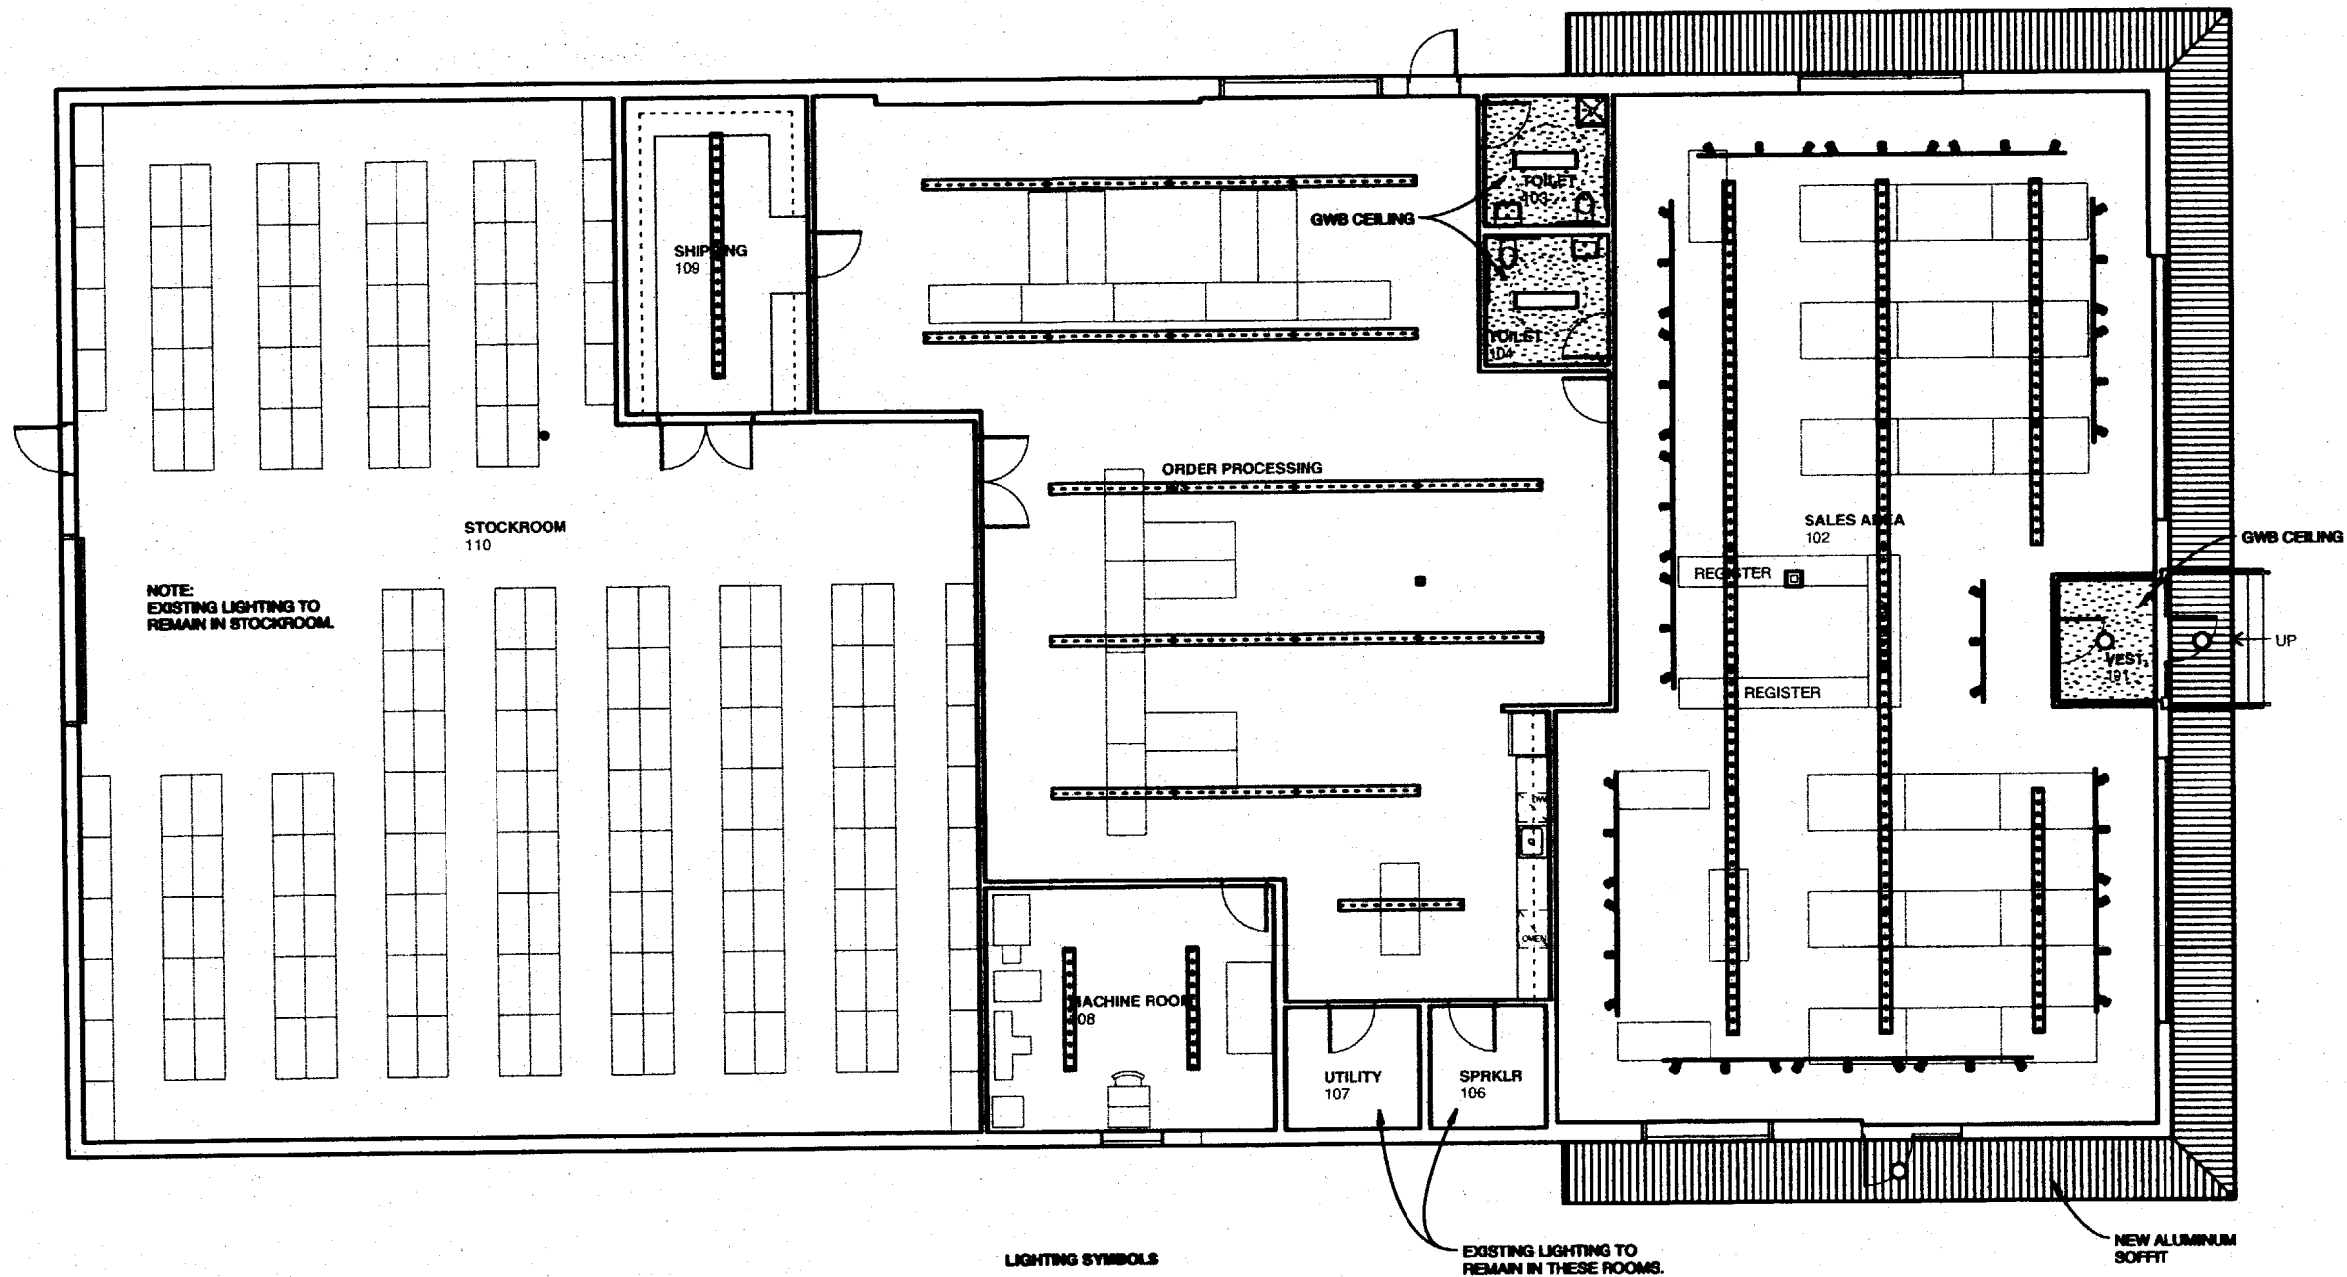 TOILET
103
GWB CEILING
SHIPPING
109
TOILET
104
ORDER PROCESSING
STOCKROOM
110
SALES AREA
102
GWB CEILING
REGISTER
NOTE:
EXISTING LIGHTING TO
REMAIN IN STOCKROOM.
UP
VEST.
101
REGISTER
DW
OVEN
MACHINE ROOM
108
UTILITY
107
SPRKLR
106
LIGHTING SYMBOLS
EXISTING LIGHTING TO
REMAIN IN THESE ROOMS.
NEW ALUMINUM
SOFFIT